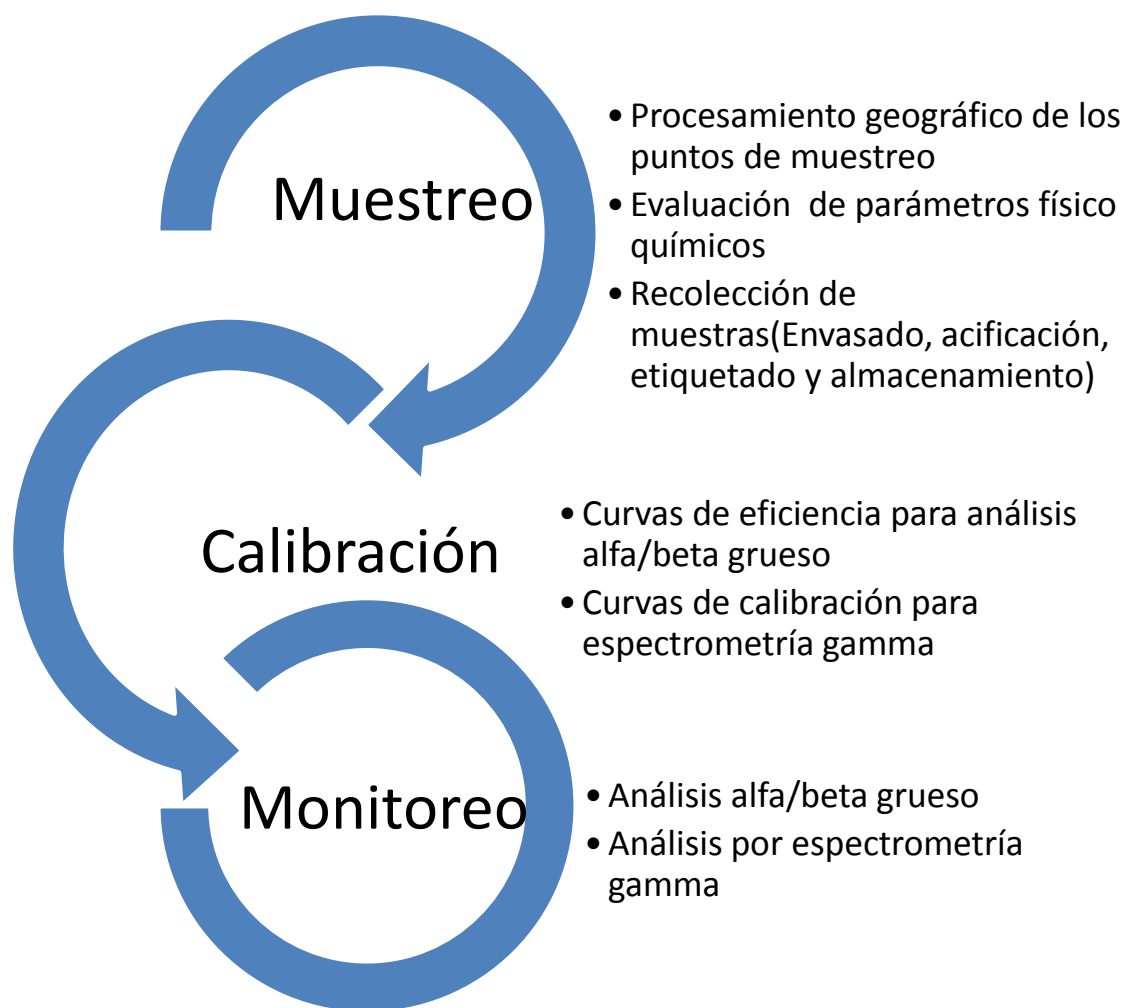 Muestreo
• Procesamiento geográfico de los
puntos de muestreo
• Evaluación de parámetros físico
químicos
• Recolección de
muestras(Envasado, acificación,
etiquetado y almacenamiento)
Calibración
• Curvas de eficiencia para análisis
alfa/beta grueso
• Curvas de calibración para
espectrometría gamma
Monitoreo
• Análisis alfa/beta grueso
• Análisis por espectrometría
gamma